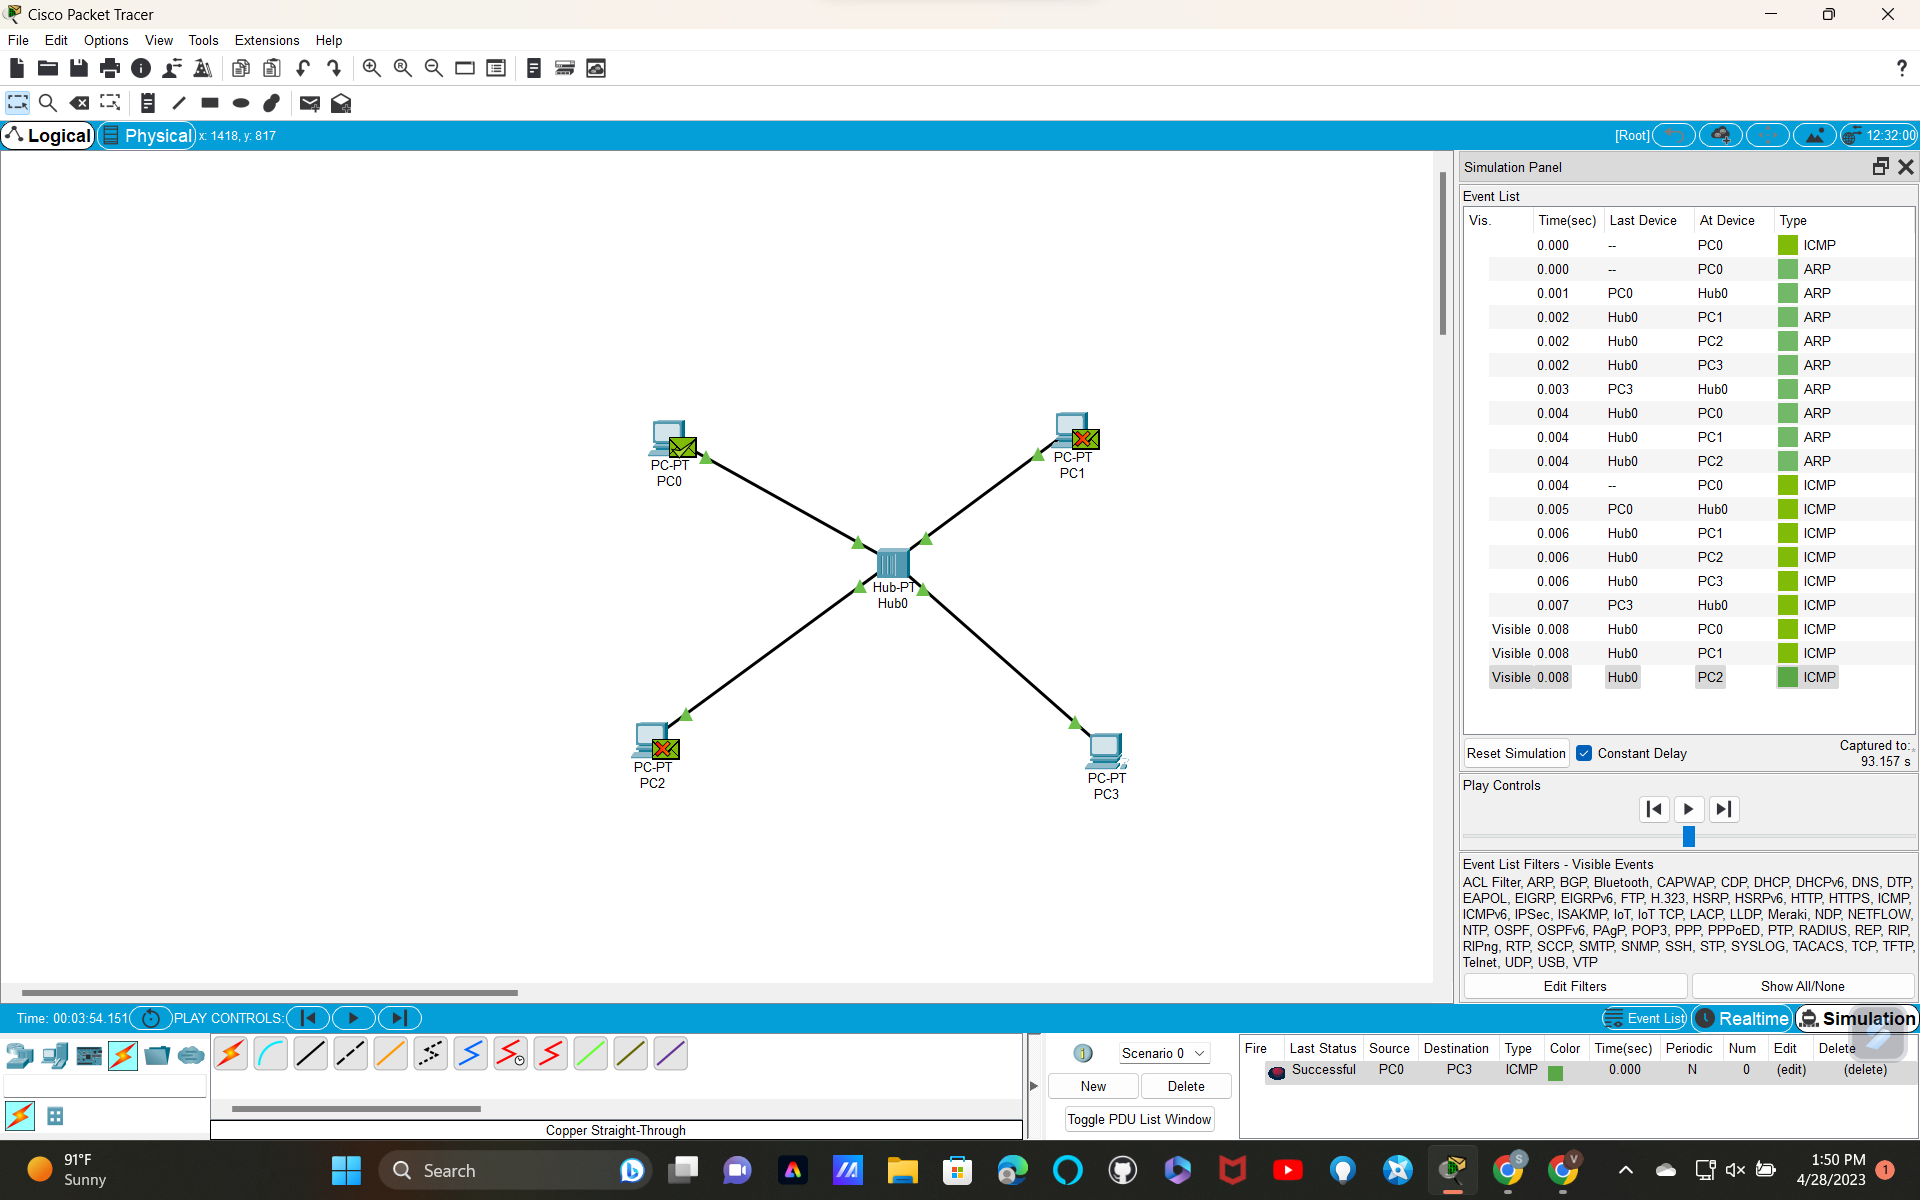 Cisco Packet Tracer
File Edit Options View Tools Extensions Help
?
Logical Physical x: 1418, y: 817 [Root] 12:32:00
Simulation Panel
Event List
Vis. Time(sec) Last Device At Device Type
0.000 -- PC0 ICMP
0.000 -- PC0 ARP
0.001 PC0 Hub0 ARP
0.002 Hub0 PC1 ARP
0.002 Hub0 PC2 ARP
0.002 Hub0 PC3 ARP
0.003 PC3 Hub0 ARP
0.004 Hub0 PC0 ARP
0.004 Hub0 PC1 ARP
0.004 Hub0 PC2 ARP
0.004 -- PC0 ICMP
0.005 PC0 Hub0 ICMP
0.006 Hub0 PC1 ICMP
0.006 Hub0 PC2 ICMP
0.006 Hub0 PC3 ICMP
0.007 PC3 Hub0 ICMP
Visible 0.008 Hub0 PC0 ICMP
Visible 0.008 Hub0 PC1 ICMP
Visible 0.008 Hub0 PC2 ICMP
PC-PT
PC0
PC-PT
PC1
Hub-PT
Hub0
PC-PT
PC2
PC-PT
PC3
Reset Simulation Constant Delay Captured to:
93.157 s
Play Controls
Event List Filters - Visible Events
ACL Filter, ARP, BGP, Bluetooth, CAPWAP, CDP, DHCP, DHCPv6, DNS, DTP,
EAPOL, EIGRP, EIGRPv6, FTP, H.323, HSRP, HSRPv6, HTTP, HTTPS, ICMP,
ICMPv6, IPSec, ISAKMP, IoT, IoT TCP, LACP, LLDP, Meraki, NDP, NETFLOW,
NTP, OSPF, OSPFv6, PAgP, POP3, PPP, PPPoED, PTP, RADIUS, REP, RIP,
RIPng, RTP, SCCP, SMTP, SNMP, SSH, STP, SYSLOG, TACACS, TCP, TFTP,
Telnet, UDP, USB, VTP
Edit Filters Show All/None
Time: 00:03:54.151 PLAY CONTROLS: Event List Realtime Simulation
Scenario 0
New Delete
Toggle PDU List Window
Fire Last Status Source Destination Type Color Time(sec) Periodic Num Edit Delete
Successful PC0 PC3 ICMP 0.000 N 0 (edit) (delete)
Copper Straight-Through
91°F
Sunny
Search
S
V
1:50 PM
4/28/2023
1